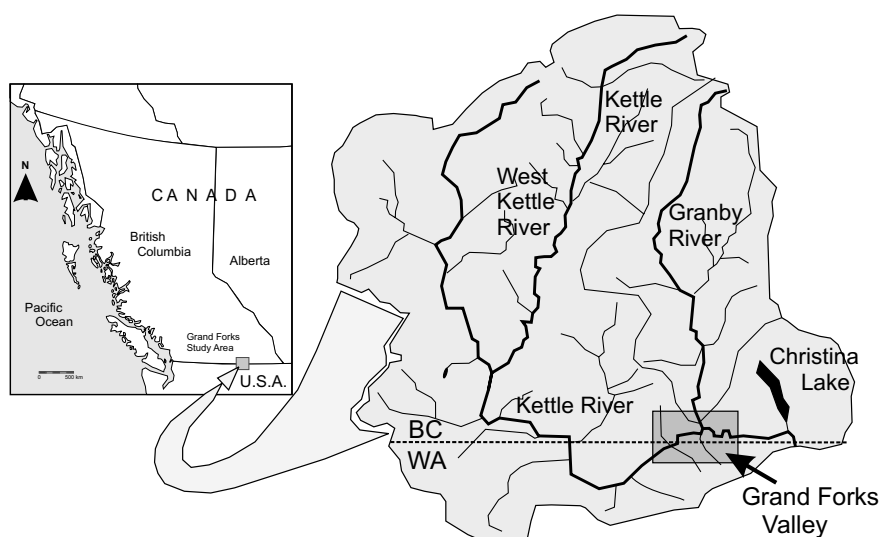 N
C A N A D A
British
Columbia
Alberta
Pacific
Ocean
Grand Forks
Study Area
0 500 km
U.S.A.
Kettle
River
West
Kettle
River
Granby
River
Christina
Lake
Kettle River
BC
WA
Grand Forks
Valley